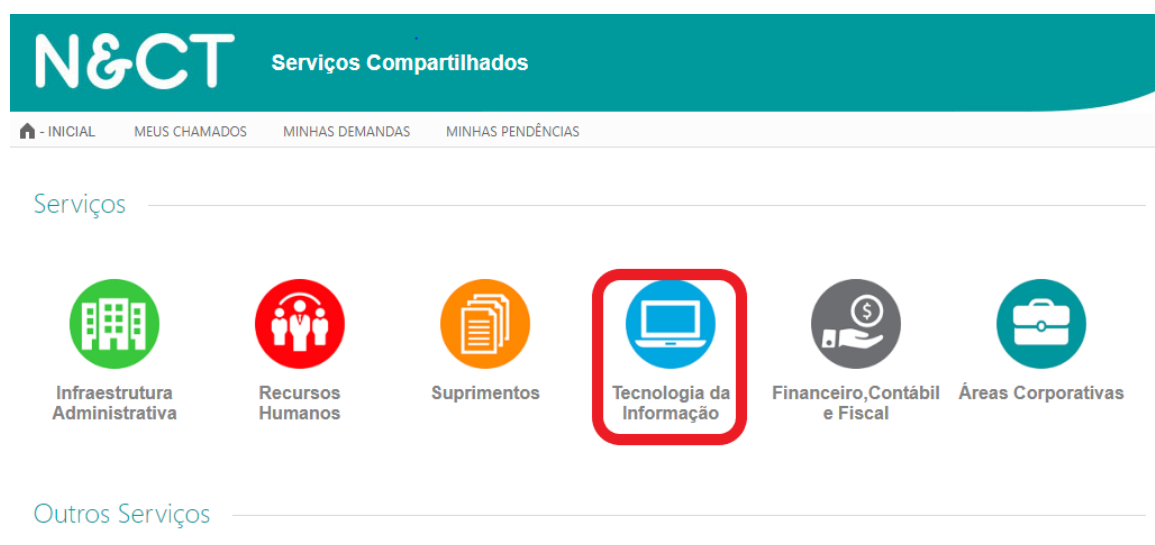 N&CT Serviços Compartilhados
- INICIAL MEUS CHAMADOS MINHAS DEMANDAS MINHAS PENDÊNCIAS
Serviços
Infraestrutura
Administrativa
Recursos
Humanos
Suprimentos
Tecnologia da
Informação
$
Financeiro,Contábil
e Fiscal
Áreas Corporativas
Outros Serviços